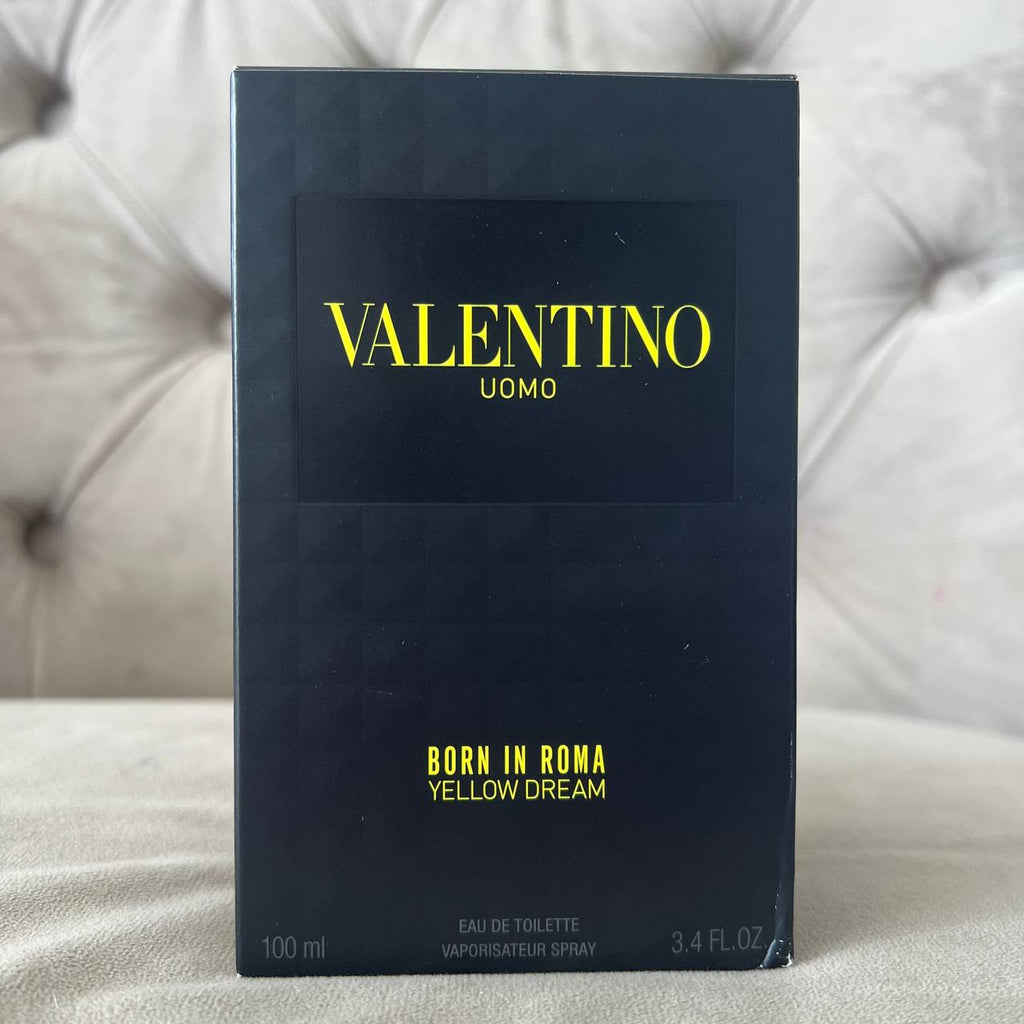 VALENTINO
UOMO
BORN IN ROMA
YELLOW DREAM
EAU DE TOILETTE
100 ml VAPORISATEUR SPRAY 3.4 FL.OZ.